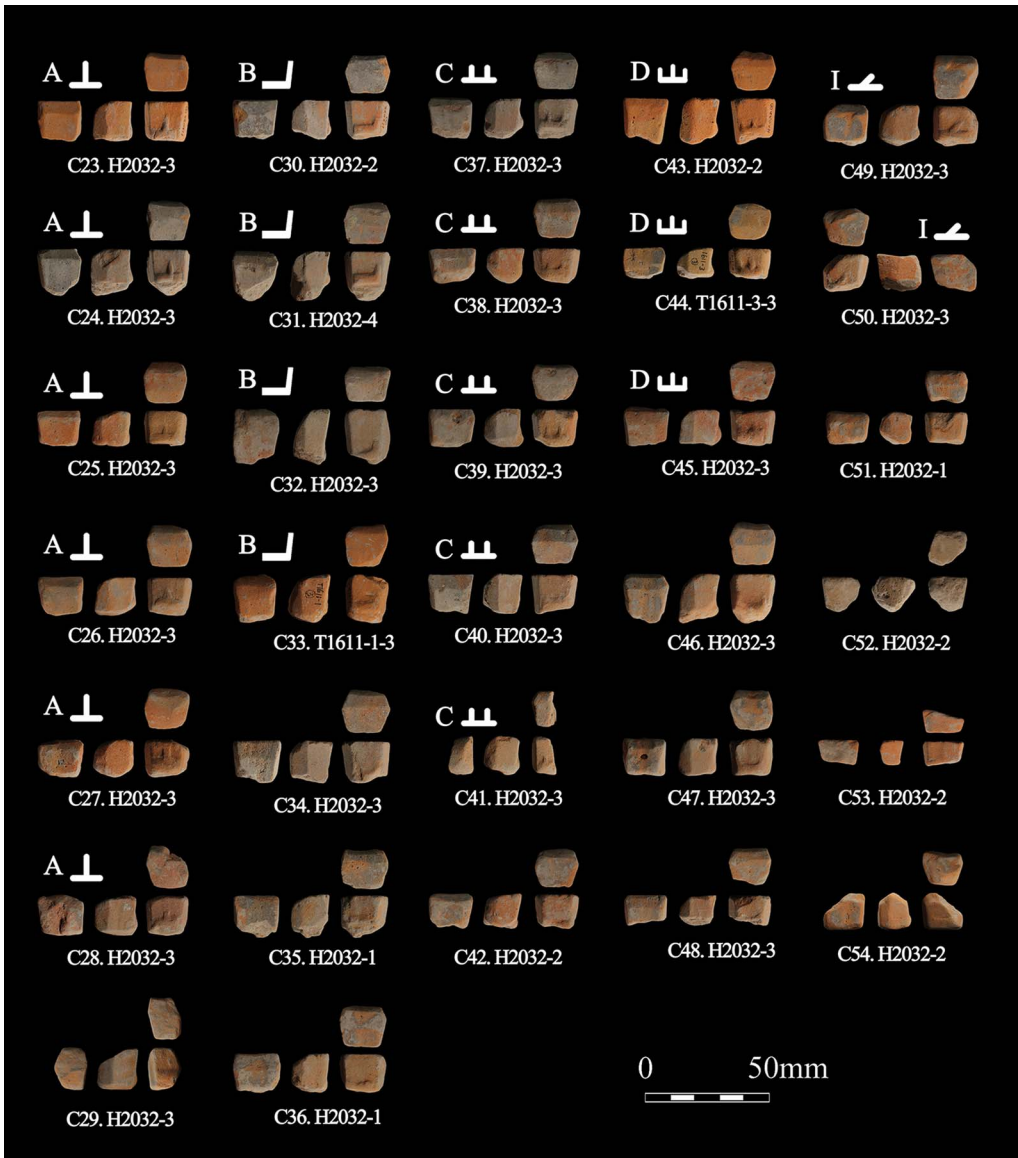 A B C D I
C23. H2032-3 C30. H2032-2 C37. H2032-3 C43. H2032-2 C49. H2032-3
A B C D I
C24. H2032-3 C31. H2032-4 C38. H2032-3 C44. T1611-3-3 C50. H2032-3
A B C D
C25. H2032-3 C32. H2032-3 C39. H2032-3 C45. H2032-3 C51. H2032-1
A B C
C26. H2032-3 C33. T1611-1-3 C40. H2032-3 C46. H2032-3 C52. H2032-2
A C
C27. H2032-3 C34. H2032-3 C41. H2032-3 C47. H2032-3 C53. H2032-2
A
C28. H2032-3 C35. H2032-1 C42. H2032-2 C48. H2032-3 C54. H2032-2
0 50mm
C29. H2032-3 C36. H2032-1